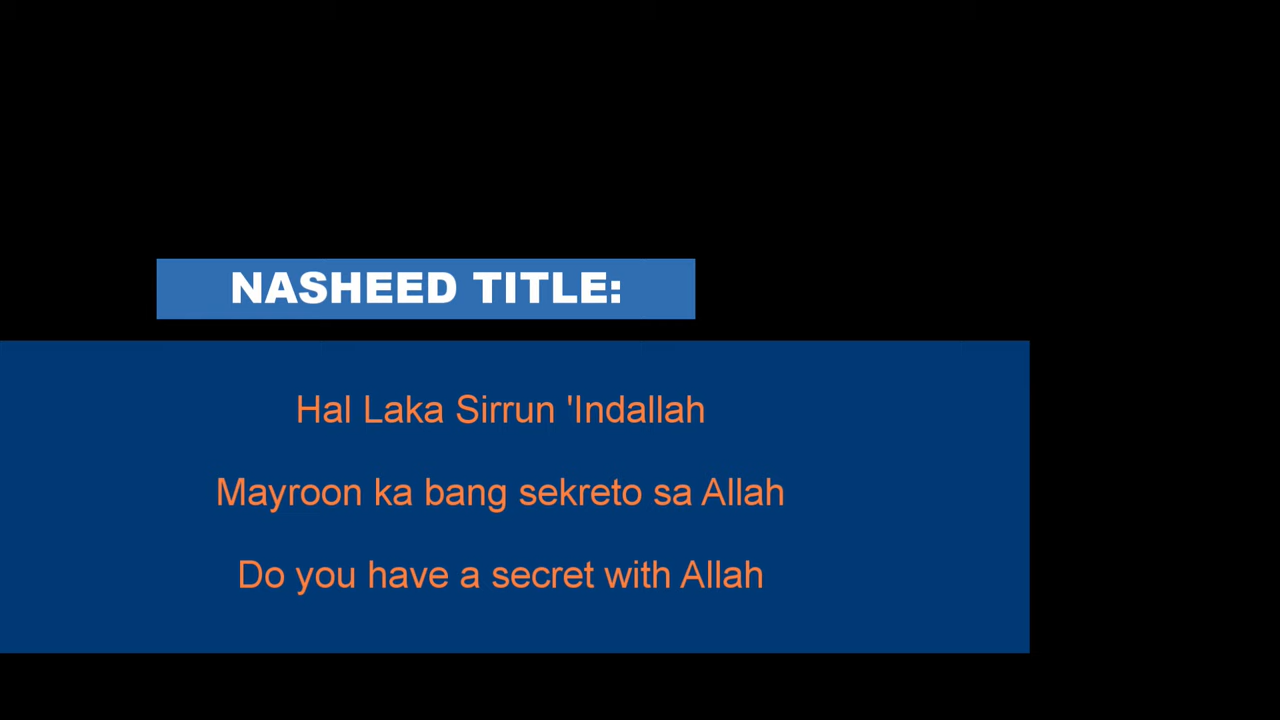 NASHEED TITLE:
Hal Laka Sirrun 'Indallah
Mayroon ka bang sekreto sa Allah
Do you have a secret with Allah